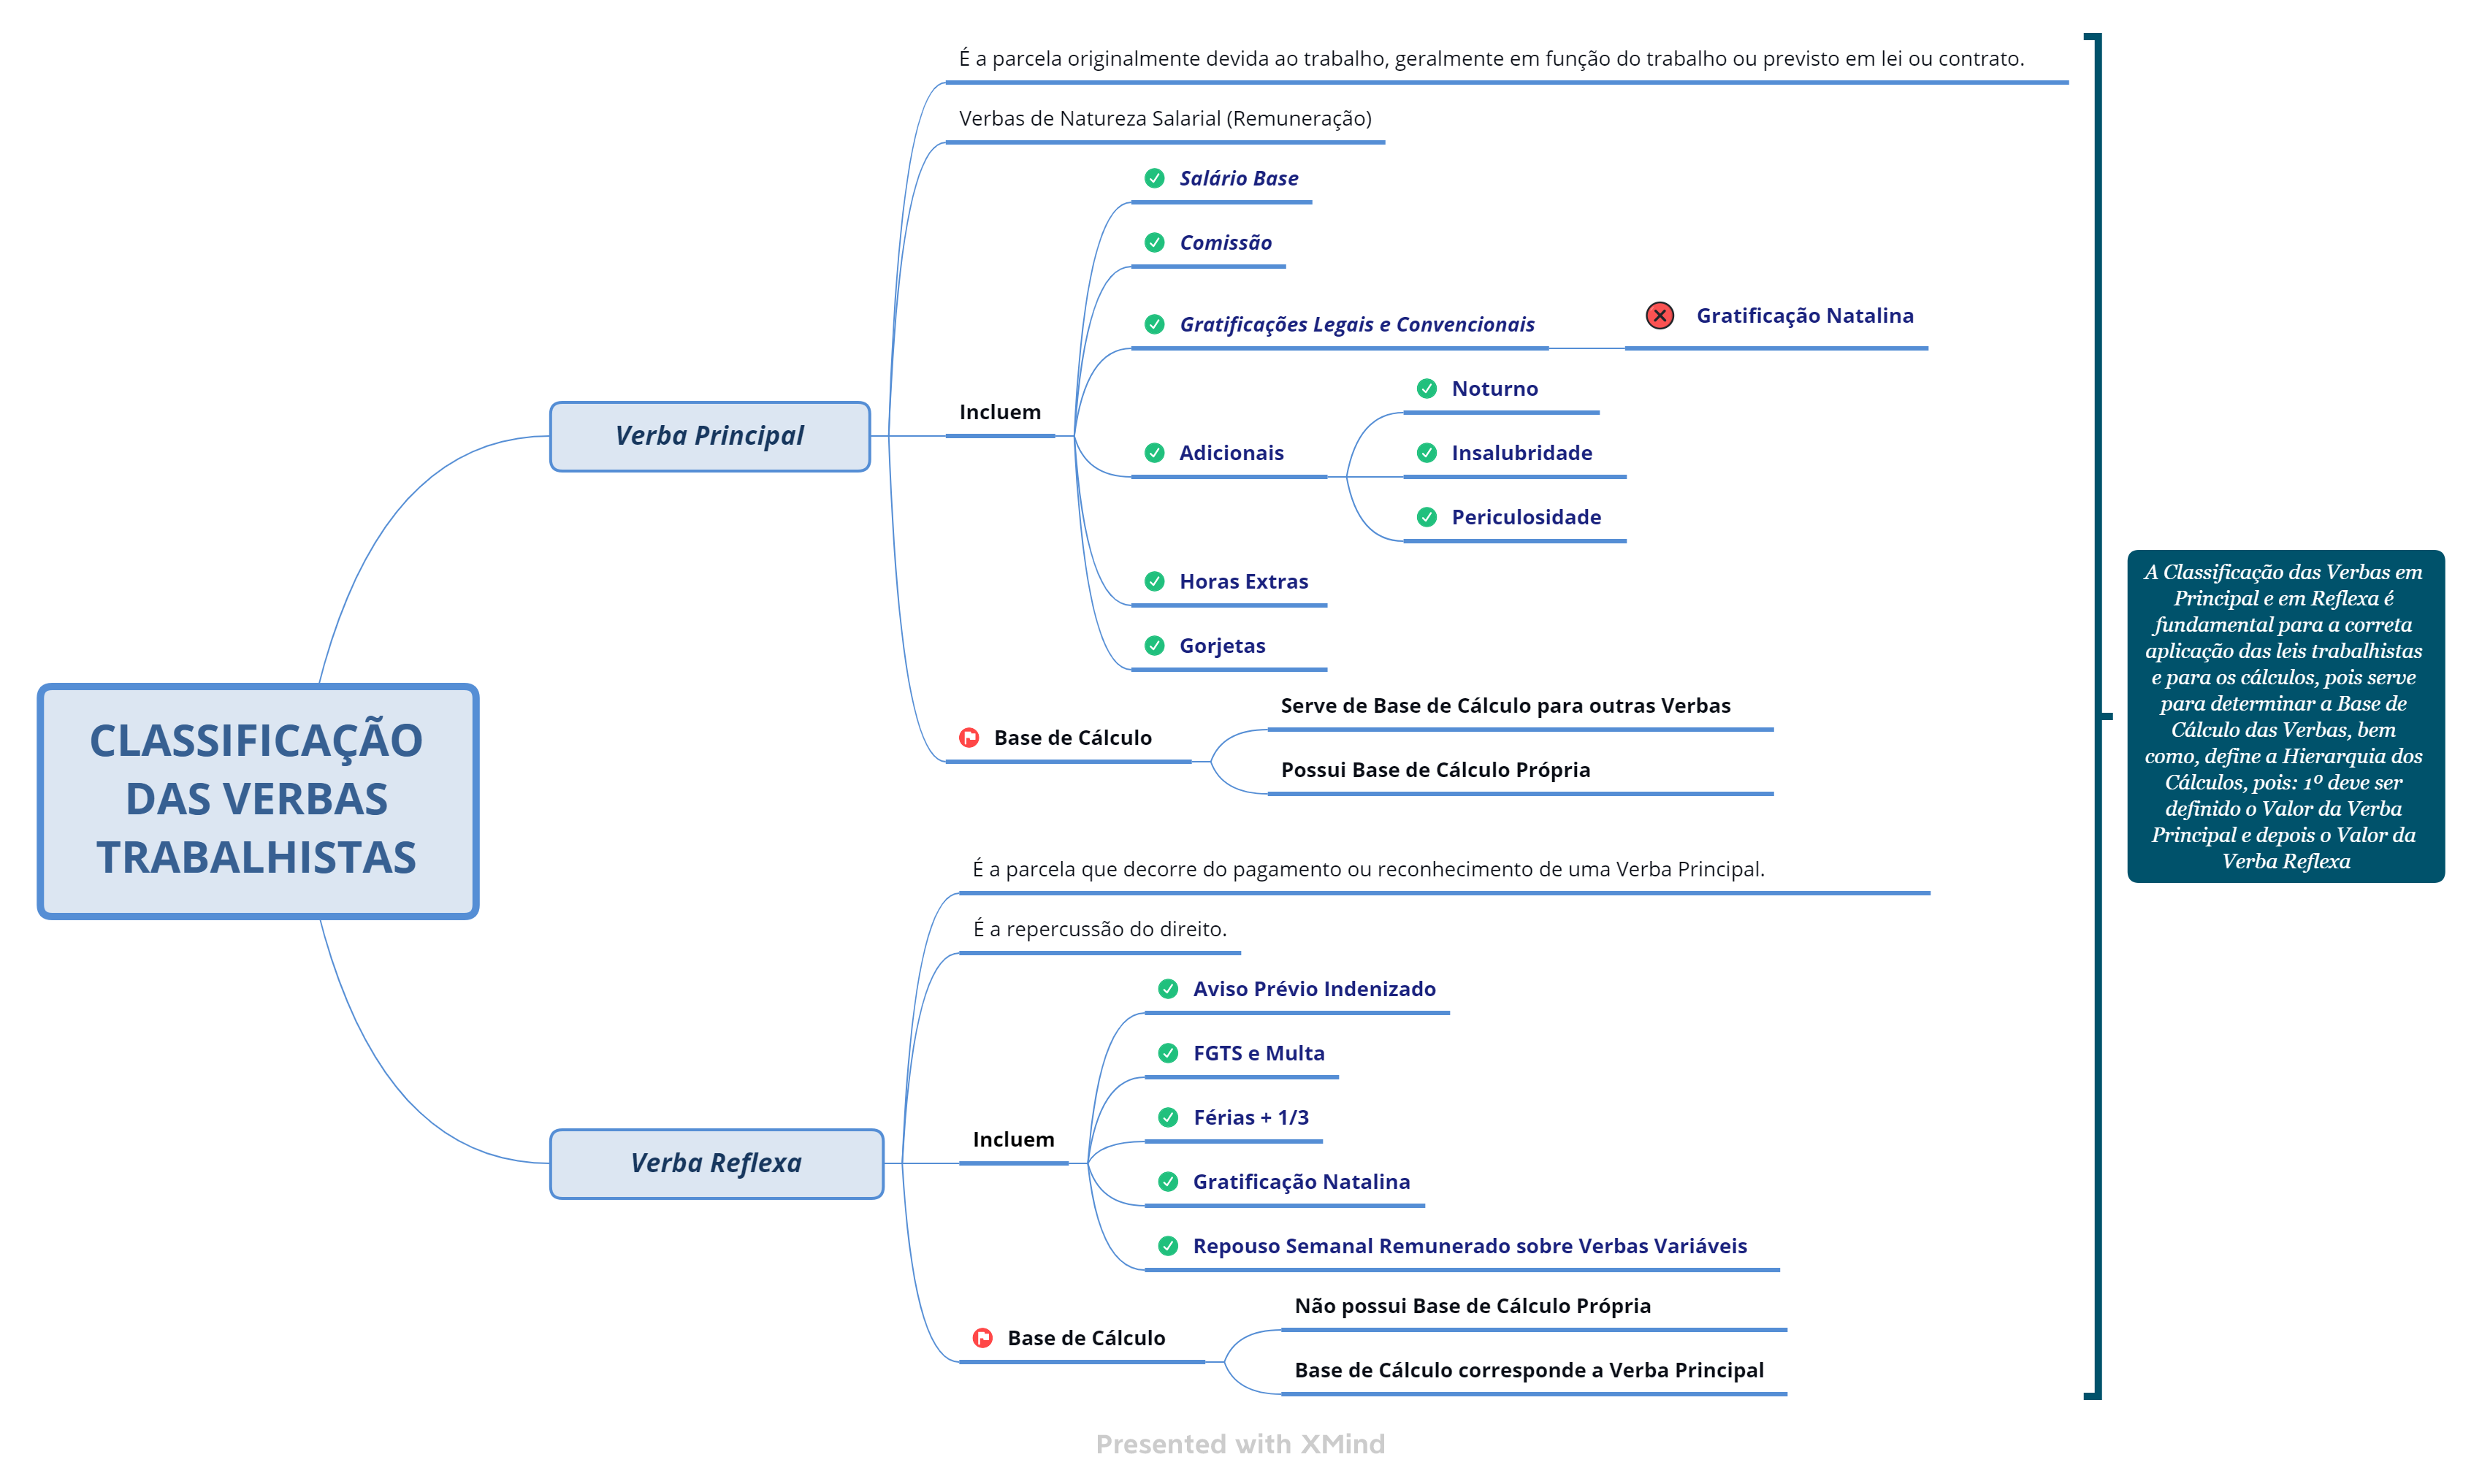 É a parcela originalmente devida ao trabalho, geralmente em função do trabalho ou previsto em lei ou contrato.
Verbas de Natureza Salarial (Remuneração)
Salário Base
Comissão
Gratificações Legais e Convencionais
Gratificação Natalina
Noturno
Incluem
Verba Principal
Adicionais
Insalubridade
Periculosidade
Horas Extras
Gorjetas
Serve de Base de Cálculo para outras Verbas
Base de Cálculo
Possui Base de Cálculo Própria
CLASSIFICAÇÃO
DAS VERBAS
TRABALHISTAS
É a parcela que decorre do pagamento ou reconhecimento de uma Verba Principal.
É a repercussão do direito.
Aviso Prévio Indenizado
FGTS e Multa
Férias + 1/3
Incluem
Verba Reflexa
Gratificação Natalina
Repouso Semanal Remunerado sobre Verbas Variáveis
Não possui Base de Cálculo Própria
Base de Cálculo
Base de Cálculo corresponde a Verba Principal
A Classificação das Verbas em
Principal e em Reflexa é
fundamental para a correta
aplicação das leis trabalhistas
e para os cálculos, pois serve
para determinar a Base de
Cálculo das Verbas, bem
como, define a Hierarquia dos
Cálculos, pois: 1º deve ser
definido o Valor da Verba
Principal e depois o Valor da
Verba Reflexa
Presented with XMind